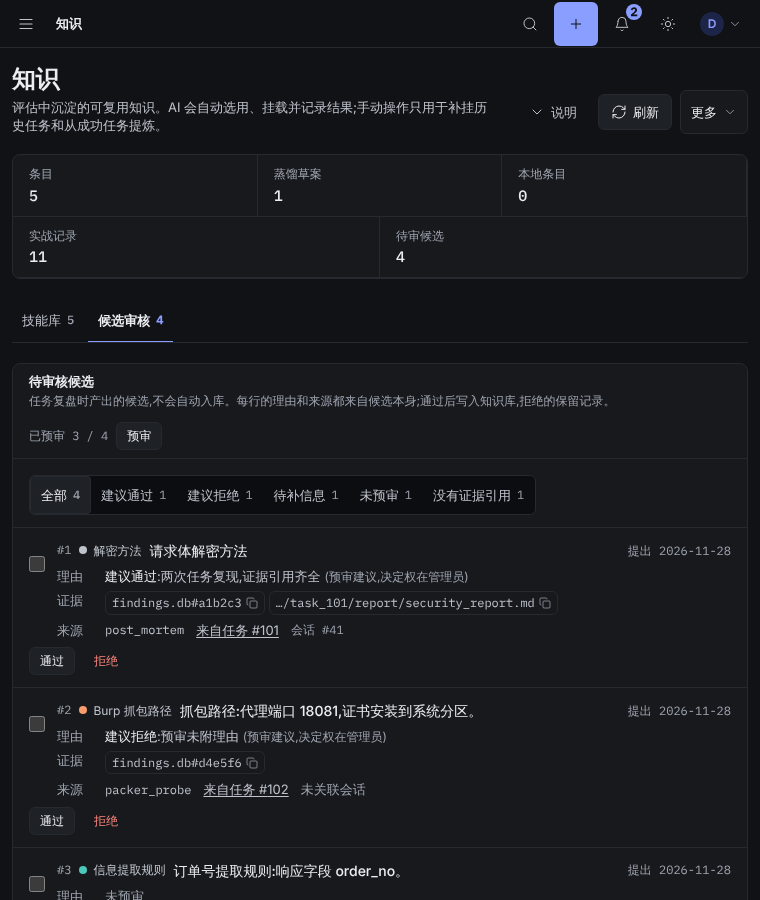 知识
2
D
知识
评估中沉淀的可复用知识。AI 会自动选用、挂载并记录结果;手动操作只用于补挂历
史任务和从成功任务提炼。
说明
刷新
更多
条目
5
蒸馏草案
1
本地条目
0
实战记录
11
待审候选
4
技能库 5
候选审核 4
待审核候选
任务复盘时产出的候选,不会自动入库。每行的理由和来源都来自候选本身;通过后写入知识库,拒绝的保留记录。
已预审 3 / 4 预审
全部 4 建议通过 1 建议拒绝 1 待补信息 1 未预审 1 没有证据引用 1
#1 解密方法 请求体解密方法 提出 2026-11-28
理由 建议通过:两次任务复现,证据引用齐全 (预审建议,决定权在管理员)
证据 findings.db#a1b2c3 …/task_101/report/security_report.md
来源 post_mortem 来自任务 #101 会话 #41
通过 拒绝
#2 Burp 抓包路径 抓包路径:代理端口 18081,证书安装到系统分区。 提出 2026-11-28
理由 建议拒绝:预审未附理由 (预审建议,决定权在管理员)
证据 findings.db#d4e5f6
来源 packer_probe 来自任务 #102 未关联会话
通过 拒绝
#3 信息提取规则 订单号提取规则:响应字段 order_no。 提出 2026-11-28
理由 未预审